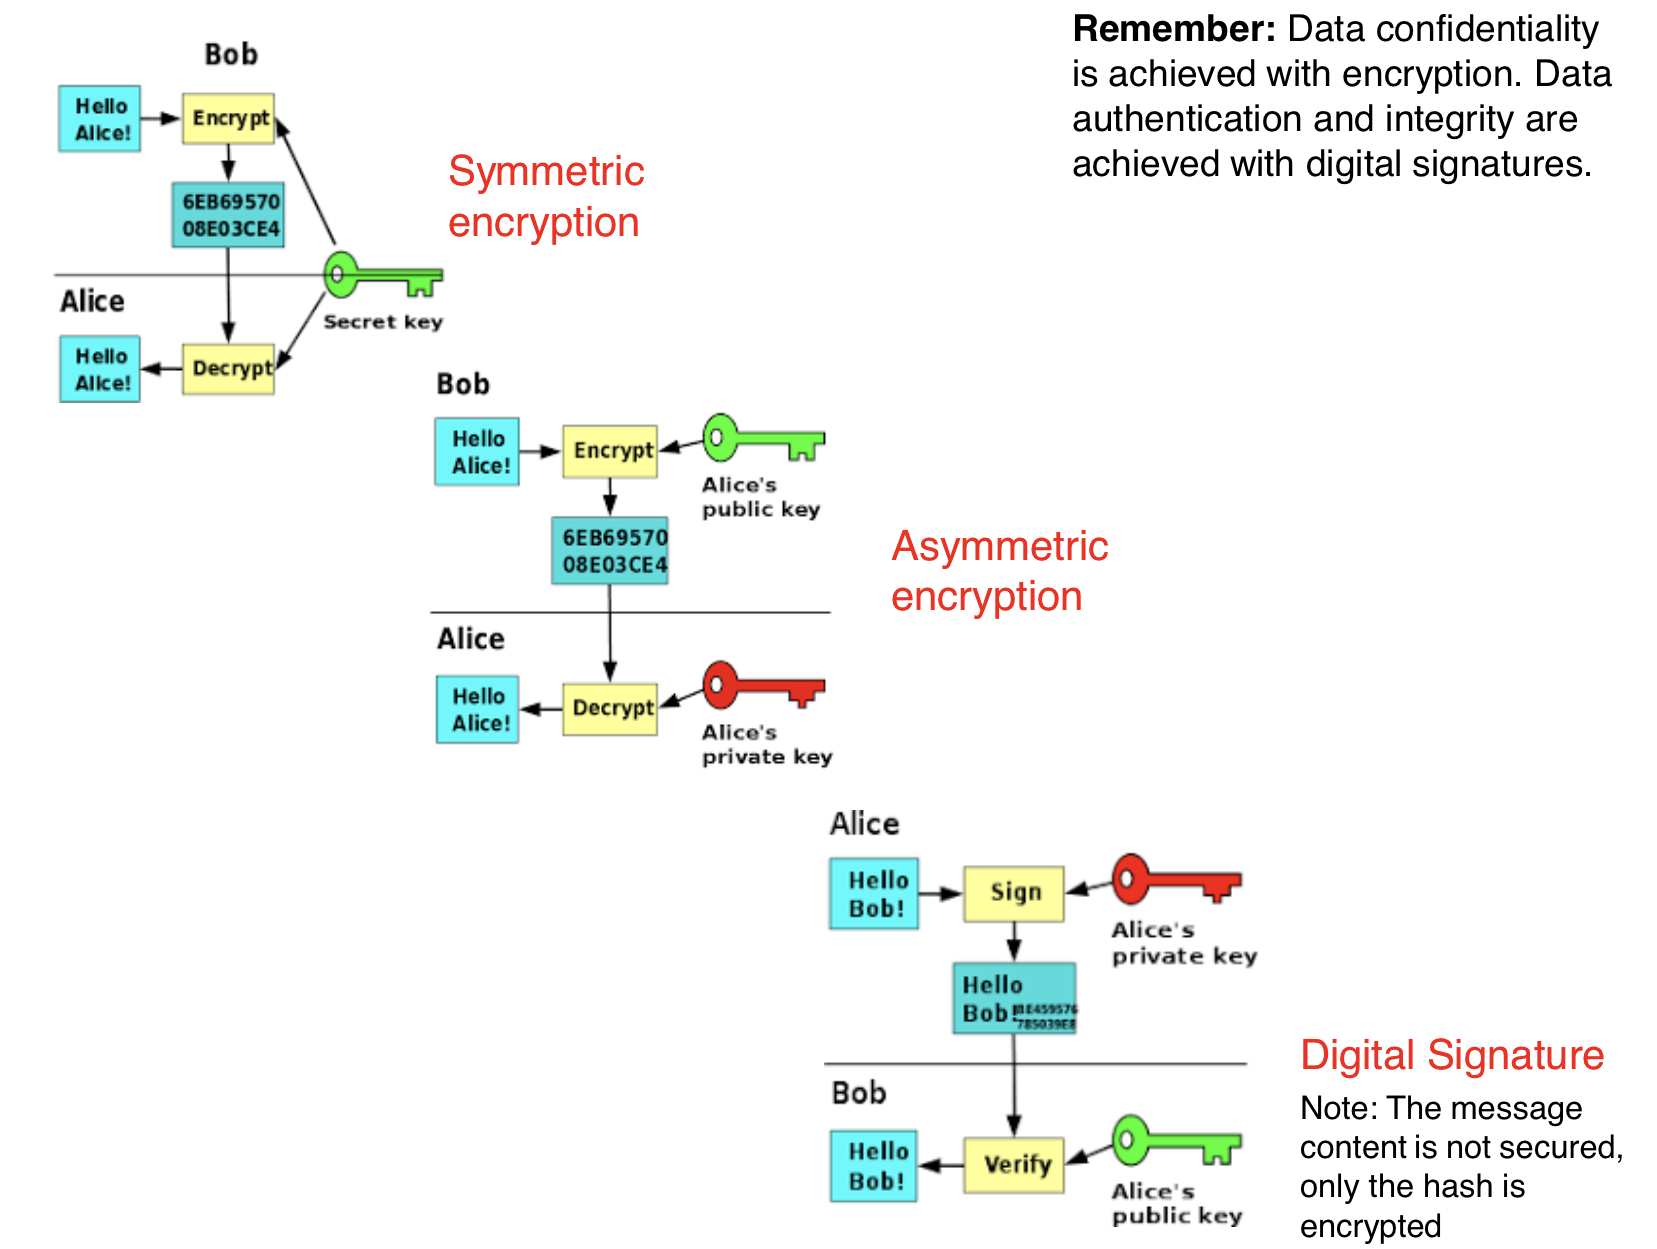 Remember: Data confidentiality
is achieved with encryption. Data
authentication and integrity are
achieved with digital signatures.
Bob
Hello
Alice!
Encrypt
6EB69570
08E03CE4
Symmetric
encryption
Alice
Secret key
Hello
Alice!
Decrypt
Bob
Hello
Alice!
Encrypt
Alice's
public key
6EB69570
08E03CE4
Asymmetric
encryption
Alice
Hello
Alice!
Decrypt
Alice's
private key
Alice
Hello
Bob!
Sign
Alice's
private key
Hello
Bob!
BE459576
785039E8
Digital Signature
Note: The message
content is not secured,
only the hash is
encrypted
Bob
Hello
Bob!
Verify
Alice's
public key